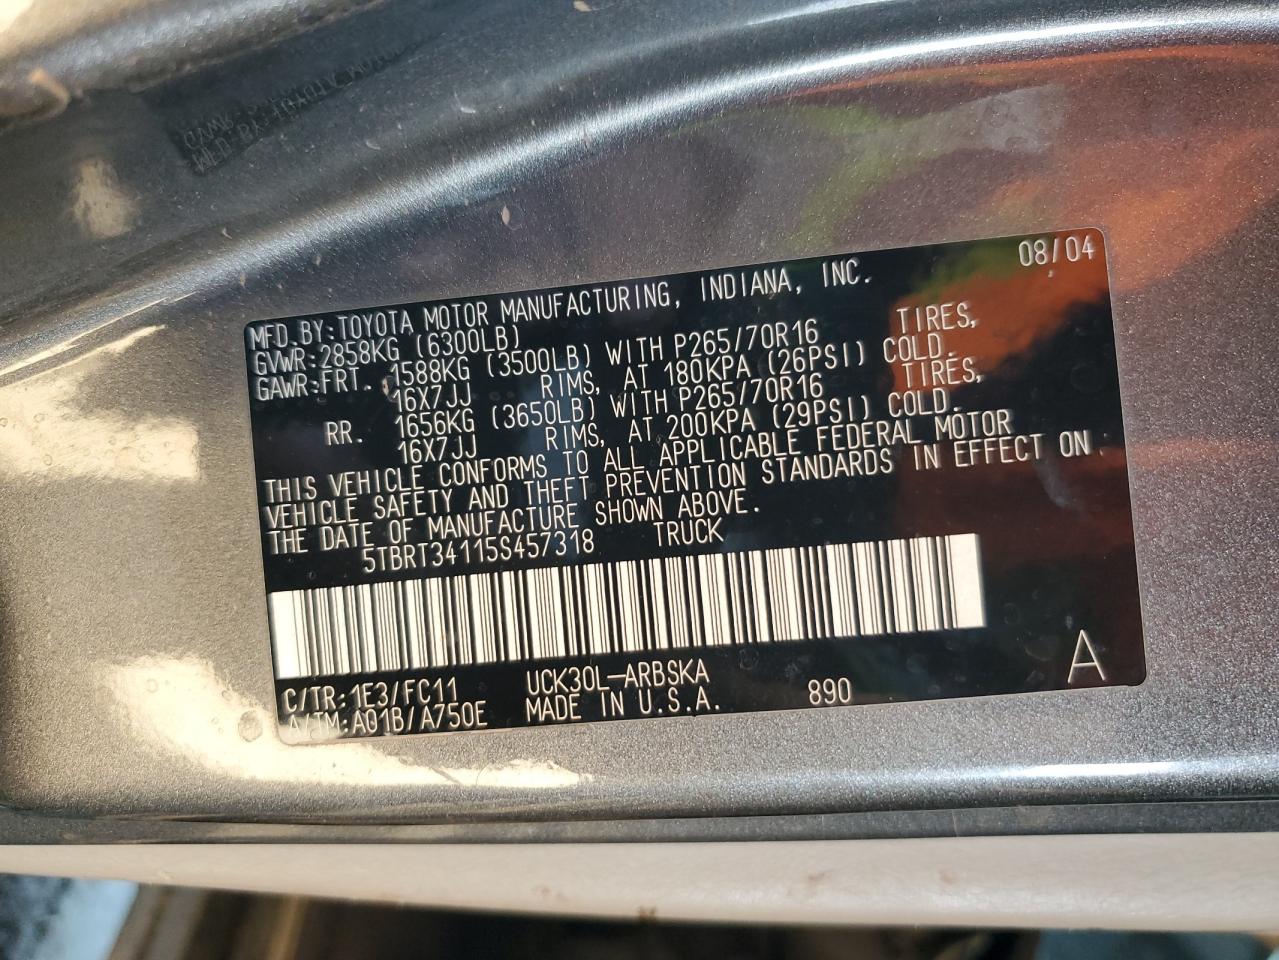 08/04
MFD.BY:TOYOTA MOTOR MANUFACTURING, INDIANA, INC.
GVWR:2858KG (6300LB)
GAWR:FRT. 1588KG (3500LB) WITH P265/70R16 TIRES,
16X7JJ RIMS, AT 180KPA (26PSI) COLD.
RR. 1656KG (3650LB) WITH P265/70R16 TIRES,
16X7JJ RIMS, AT 200KPA (29PSI) COLD.
THIS VEHICLE CONFORMS TO ALL APPLICABLE FEDERAL MOTOR
VEHICLE SAFETY AND THEFT PREVENTION STANDARDS IN EFFECT ON
THE DATE OF MANUFACTURE SHOWN ABOVE.
5TBRT34115S457318 TRUCK
C/TR:1E3/FC11 UCK30L-ARBSKA
A/TM:A01B/A750E MADE IN U.S.A. 890
A